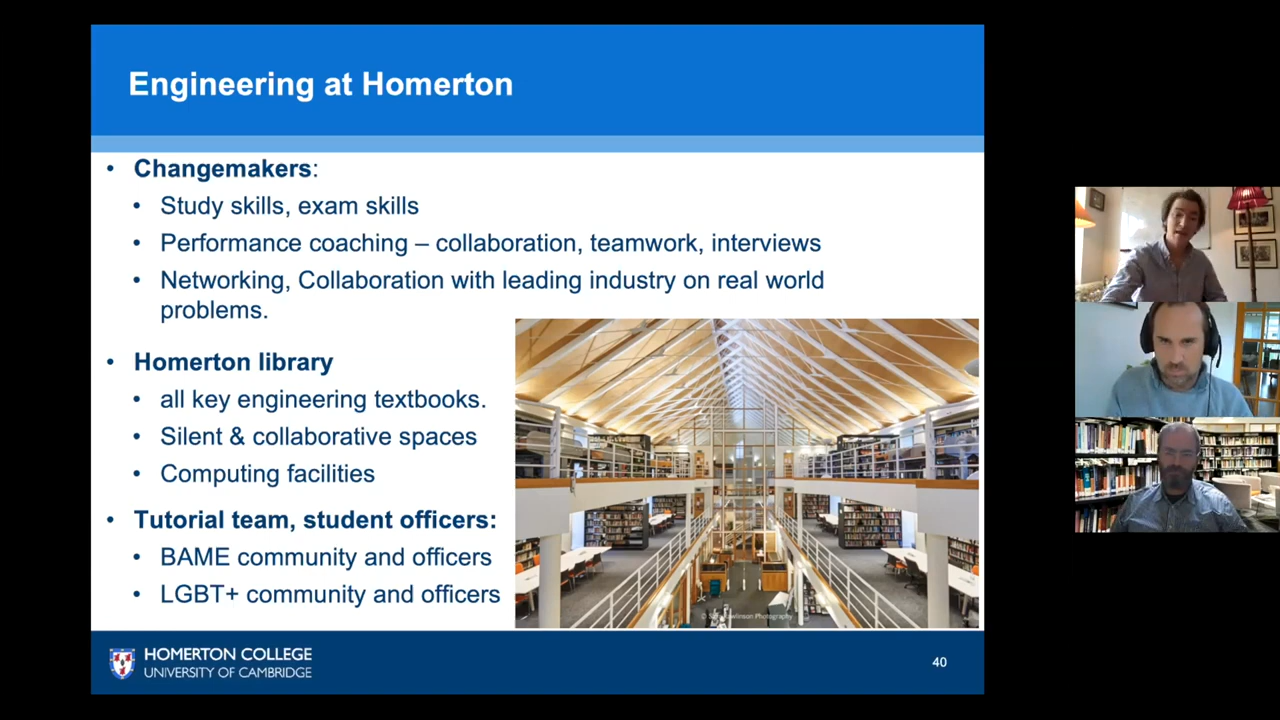 Engineering at Homerton
• Changemakers:
• Study skills, exam skills
• Performance coaching – collaboration, teamwork, interviews
• Networking, Collaboration with leading industry on real world
problems.
• Homerton library
• all key engineering textbooks.
• Silent & collaborative spaces
• Computing facilities
• Tutorial team, student officers:
• BAME community and officers
• LGBT+ community and officers
Photography
HOMERTON COLLEGE
UNIVERSITY OF CAMBRIDGE
40